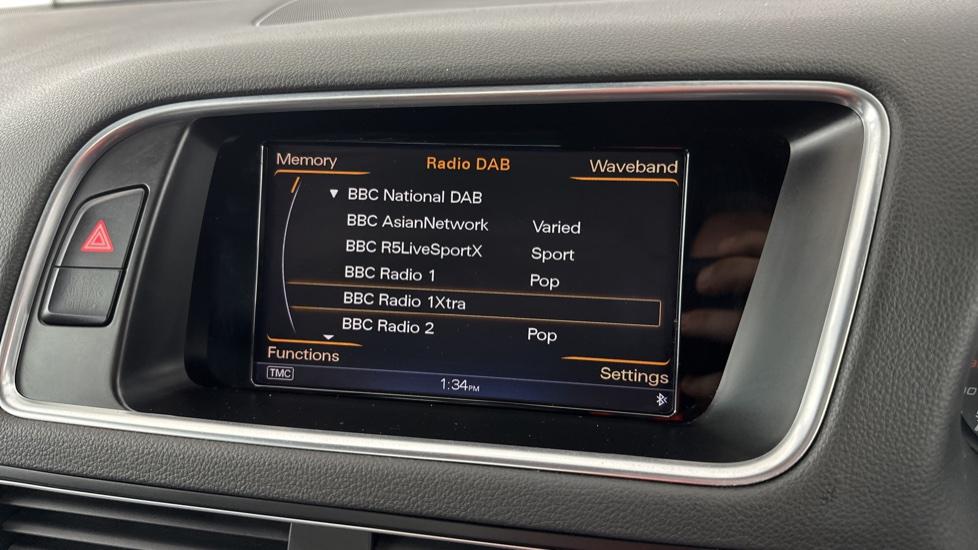 Memory Radio DAB Waveband
▼ BBC National DAB
BBC AsianNetwork Varied
BBC R5LiveSportX Sport
BBC Radio 1 Pop
BBC Radio 1Xtra
BBC Radio 2 Pop
Functions Settings
TMC 1:34PM